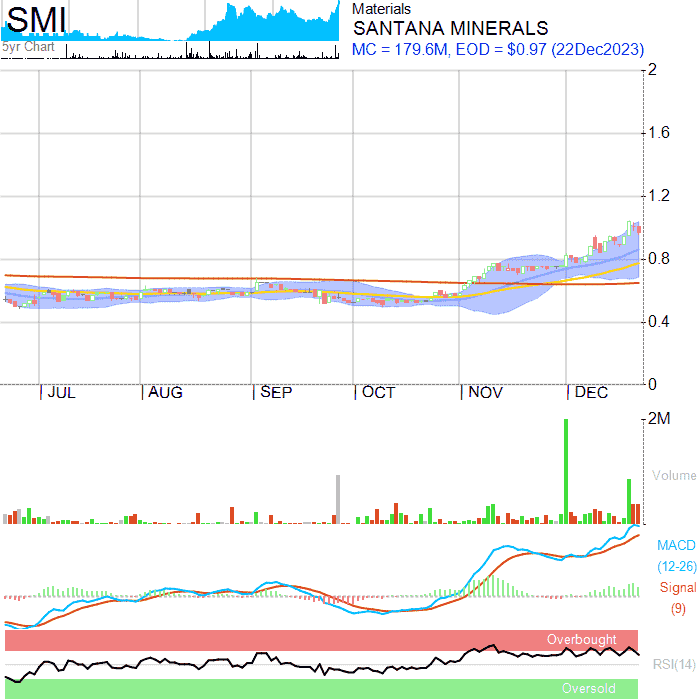 SMI
5yr Chart
Materials
SANTANA MINERALS
MC = 179.6M, EOD = $0.97 (22Dec2023)
2
1.6
1.2
0.8
0.4
0
JUL AUG SEP OCT NOV DEC
2M
Volume
MACD
(12-26)
Signal
(9)
Overbought
RSI(14)
Oversold